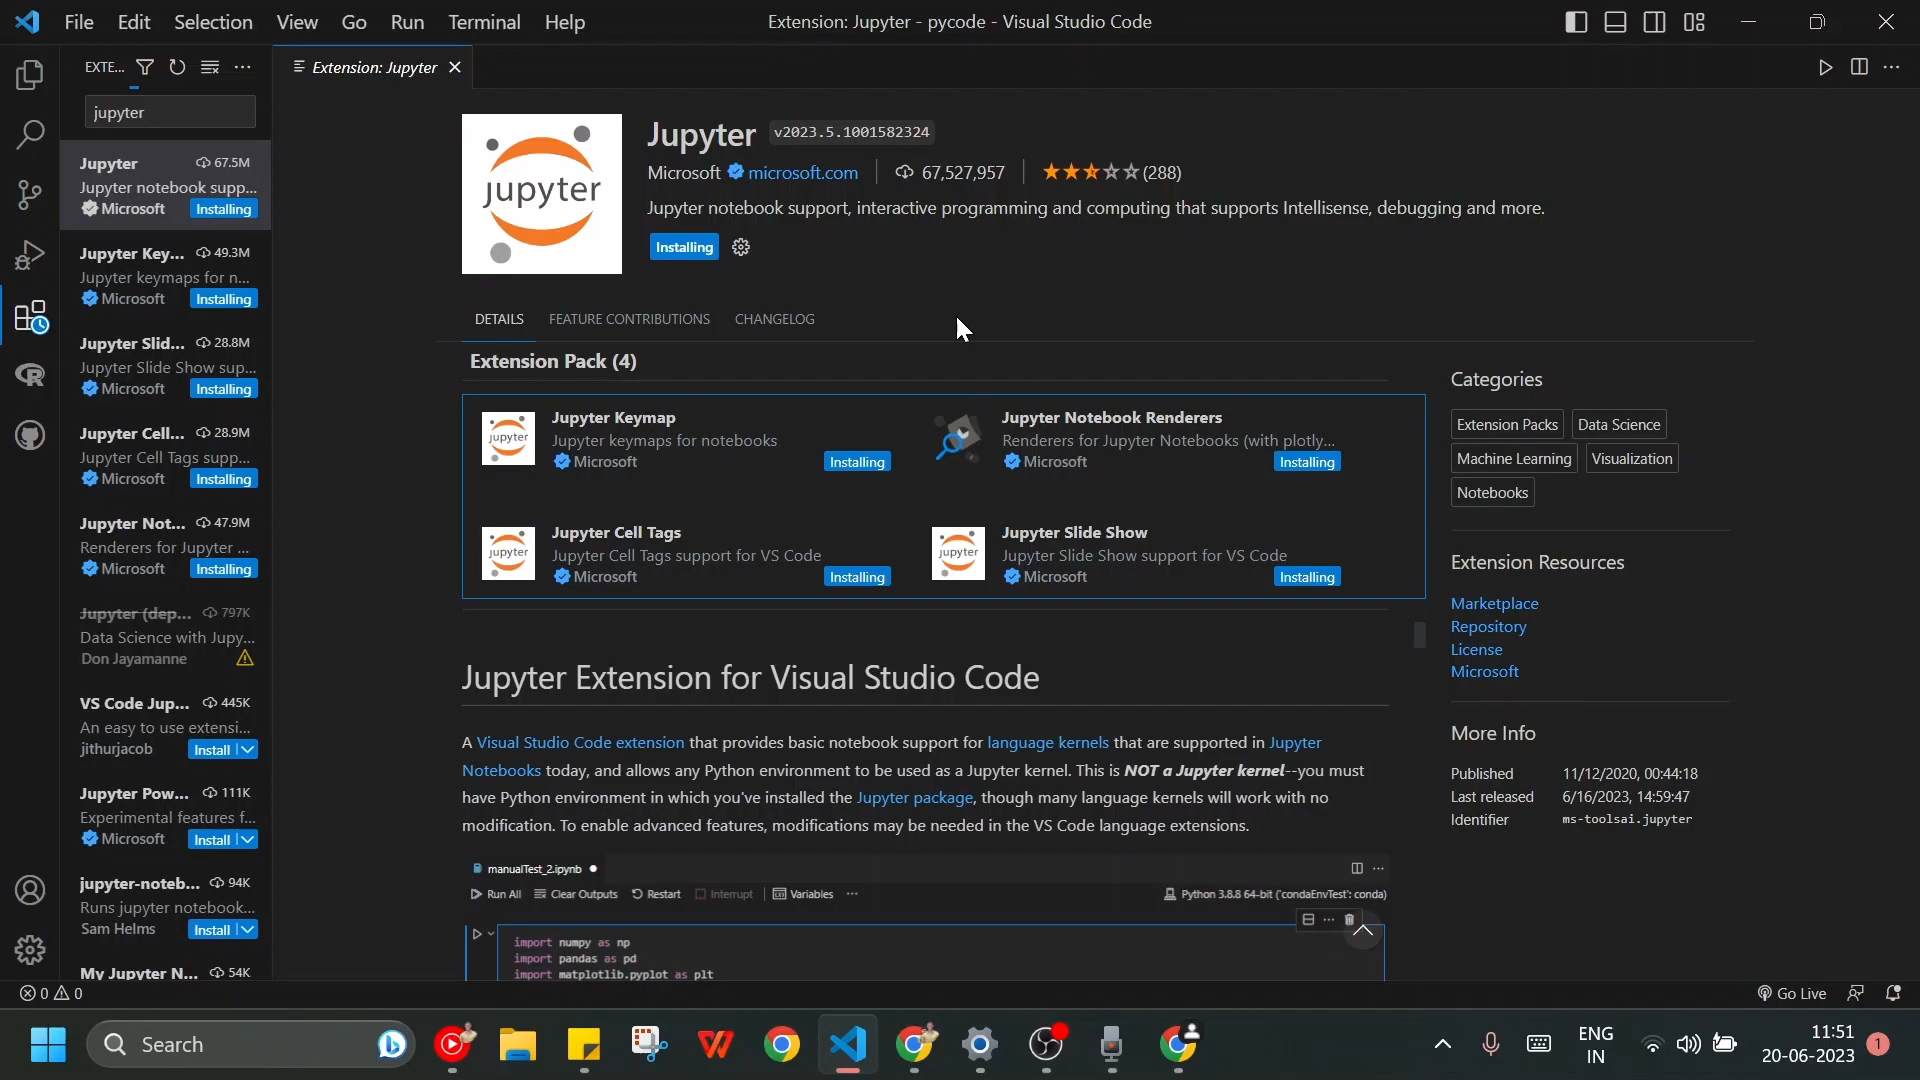 File Edit Selection View Go Run Terminal Help
Extension: Jupyter - pycode - Visual Studio Code
EXTE...
Extension: Jupyter
jupyter
Jupyter 67.5M
Jupyter notebook supp...
Microsoft Installing
Jupyter Key... 49.3M
Jupyter keymaps for n...
Microsoft Installing
Jupyter Slid... 28.8M
Jupyter Slide Show sup...
Microsoft Installing
Jupyter Cell... 28.9M
Jupyter Cell Tags supp...
Microsoft Installing
Jupyter Not... 47.9M
Renderers for Jupyter ...
Microsoft Installing
Jupyter (dep... 797K
Data Science with Jupy...
Don Jayamanne
VS Code Jup... 445K
An easy to use extensi...
jithurjacob Install
Jupyter Pow... 111K
Experimental features f...
Microsoft Install
jupyter-noteb... 94K
Runs jupyter notebook...
Sam Helms Install
My Jupyter N... 54K
jupyter
Jupyter v2023.5.1001582324
Microsoft microsoft.com 67,527,957 (288)
Jupyter notebook support, interactive programming and computing that supports Intellisense, debugging and more.
Installing
DETAILS FEATURE CONTRIBUTIONS CHANGELOG
Extension Pack (4)
jupyter
Jupyter Keymap
Jupyter keymaps for notebooks
Microsoft Installing
Jupyter Notebook Renderers
Renderers for Jupyter Notebooks (with plotly...
Microsoft Installing
jupyter
Jupyter Cell Tags
Jupyter Cell Tags support for VS Code
Microsoft Installing
jupyter
Jupyter Slide Show
Jupyter Slide Show support for VS Code
Microsoft Installing
Jupyter Extension for Visual Studio Code
A Visual Studio Code extension that provides basic notebook support for language kernels that are supported in Jupyter
Notebooks today, and allows any Python environment to be used as a Jupyter kernel. This is NOT a Jupyter kernel--you must
have Python environment in which you've installed the Jupyter package, though many language kernels will work with no
modification. To enable advanced features, modifications may be needed in the VS Code language extensions.
manualTest_2.ipynb
Run All Clear Outputs Restart Interrupt Variables ... Python 3.8.8 64-bit ('condaEnvTest': conda)
import numpy as np
import pandas as pd
import matplotlib.pyplot as plt
Categories
Extension Packs Data Science
Machine Learning Visualization
Notebooks
Extension Resources
Marketplace
Repository
License
Microsoft
More Info
Published 11/12/2020, 00:44:18
Last released 6/16/2023, 14:59:47
Identifier ms-toolsai.jupyter
0 0
Go Live
Search
ENG
IN
11:51
20-06-2023
1